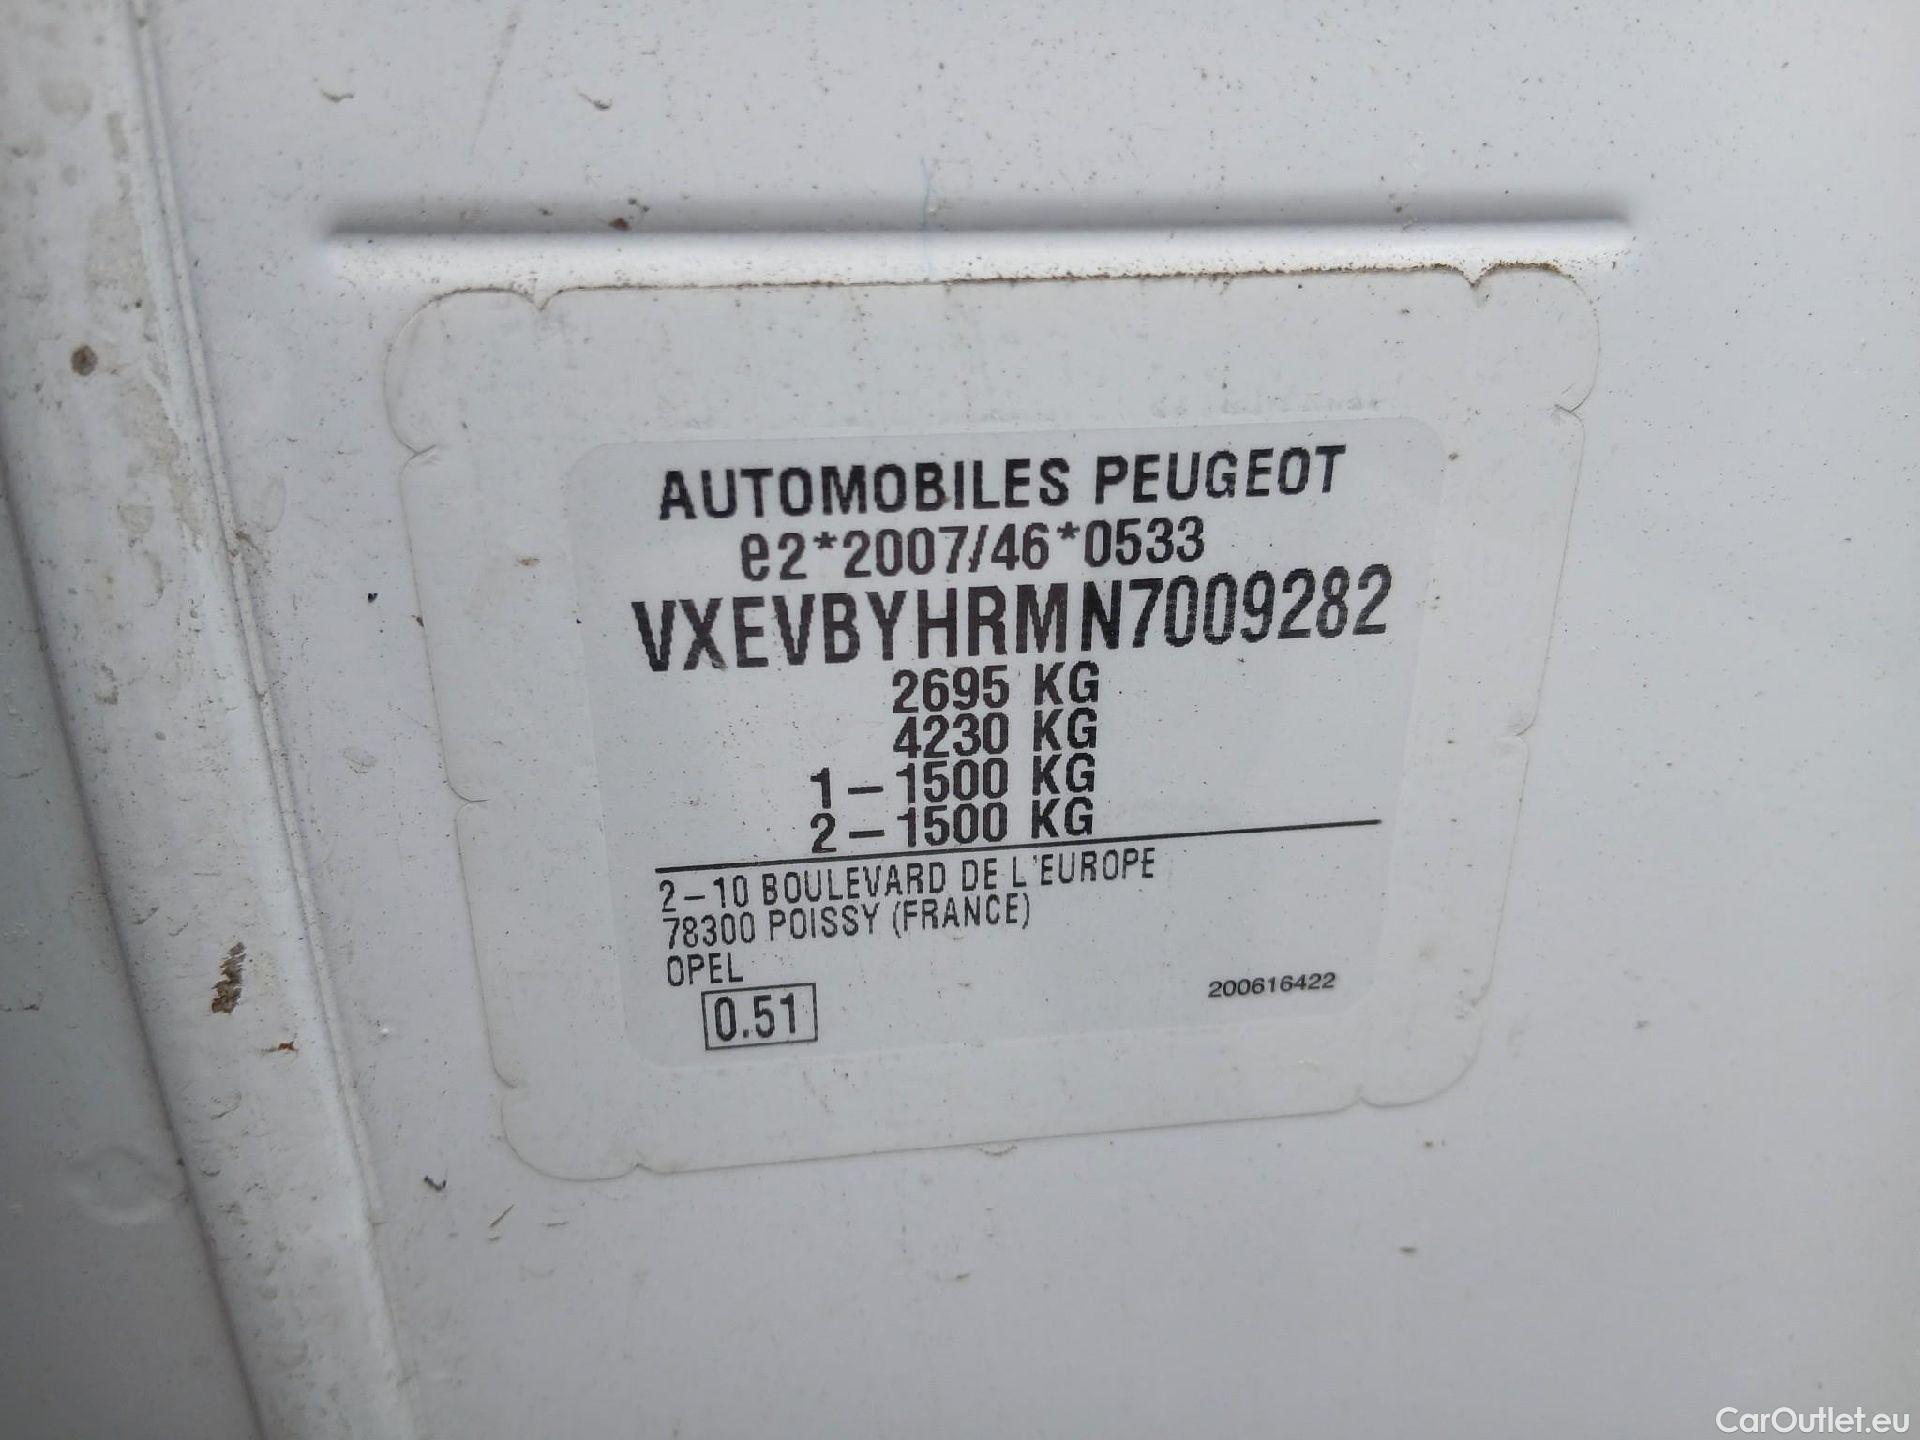 AUTOMOBILES PEUGEOT
e2*2007/46*0533
VXEVBYHRMN7009282
2695 KG
4230 KG
1-1500 KG
2-1500 KG
2-10 BOULEVARD DE L'EUROPE
78300 POISSY (FRANCE)
OPEL
0.51
200616422
CarOutlet.eu